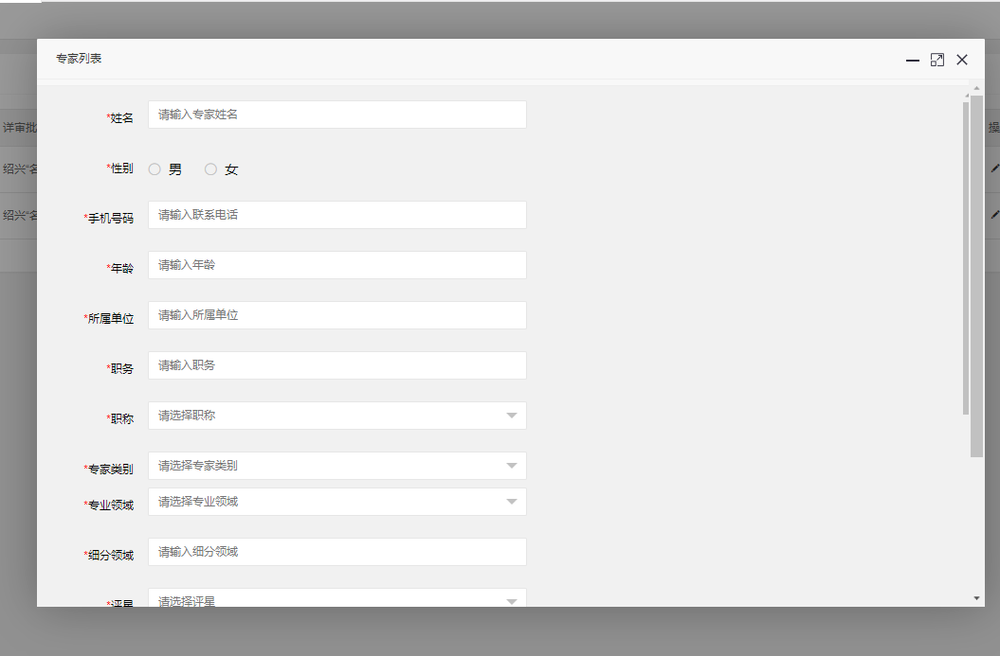 专家列表
*姓名 请输入专家姓名
详审批 操
*性别 男 女
绍兴“名
*手机号码 请输入联系电话
绍兴“名
*年龄 请输入年龄
*所属单位 请输入所属单位
*职务 请输入职务
*职称 请选择职称
*专家类别 请选择专家类别
*专业领域 请选择专业领域
*细分领域 请输入细分领域
*评星 请选择评星